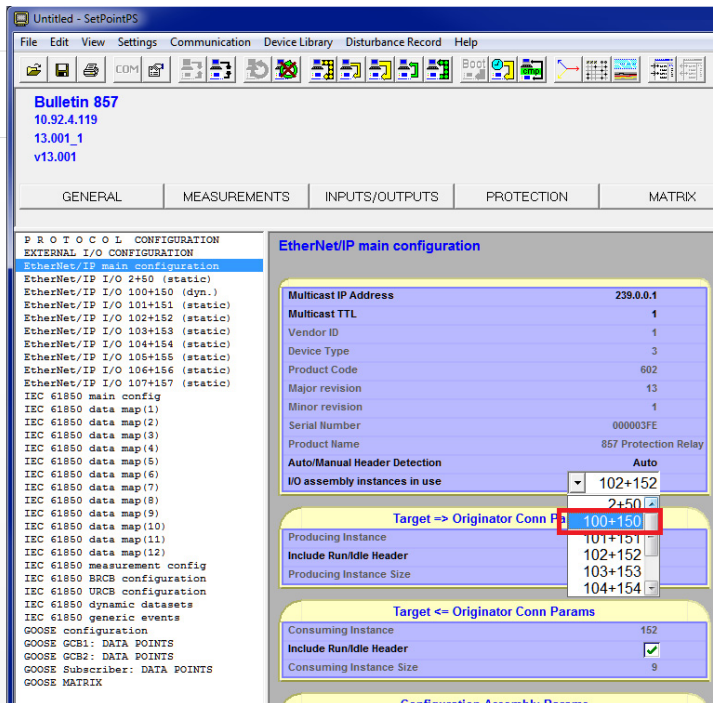 Untitled - SetPointPS
File Edit View Settings Communication Device Library Disturbance Record Help
COM Boot cmp
Bulletin 857
10.92.4.119
13.001_1
v13.001
GENERAL MEASUREMENTS INPUTS/OUTPUTS PROTECTION MATRIX
P R O T O C O L CONFIGURATION
EXTERNAL I/O CONFIGURATION
EtherNet/IP main configuration
EtherNet/IP I/O 2+50 (static)
EtherNet/IP I/O 100+150 (dyn.)
EtherNet/IP I/O 101+151 (static)
EtherNet/IP I/O 102+152 (static)
EtherNet/IP I/O 103+153 (static)
EtherNet/IP I/O 104+154 (static)
EtherNet/IP I/O 105+155 (static)
EtherNet/IP I/O 106+156 (static)
EtherNet/IP I/O 107+157 (static)
IEC 61850 main config
IEC 61850 data map(1)
IEC 61850 data map(2)
IEC 61850 data map(3)
IEC 61850 data map(4)
IEC 61850 data map(5)
IEC 61850 data map(6)
IEC 61850 data map(7)
IEC 61850 data map(8)
IEC 61850 data map(9)
IEC 61850 data map(10)
IEC 61850 data map(11)
IEC 61850 data map(12)
IEC 61850 measurement config
IEC 61850 BRCB configuration
IEC 61850 URCB configuration
IEC 61850 dynamic datasets
IEC 61850 generic events
GOOSE configuration
GOOSE GCB1: DATA POINTS
GOOSE GCB2: DATA POINTS
GOOSE Subscriber: DATA POINTS
GOOSE MATRIX
EtherNet/IP main configuration
Multicast IP Address 239.0.0.1
Multicast TTL 1
Vendor ID 1
Device Type 3
Product Code 602
Major revision 13
Minor revision 1
Serial Number 000003FE
Product Name 857 Protection Relay
Auto/Manual Header Detection Auto
I/O assembly instances in use 102+152
2+50
100+150
101+151
102+152
103+153
104+154
Target => Originator Conn Pa
Producing Instance
Include Run/Idle Header
Producing Instance Size
Target <= Originator Conn Params
Consuming Instance 152
Include Run/Idle Header
Consuming Instance Size 9
Configuration Assembly Params